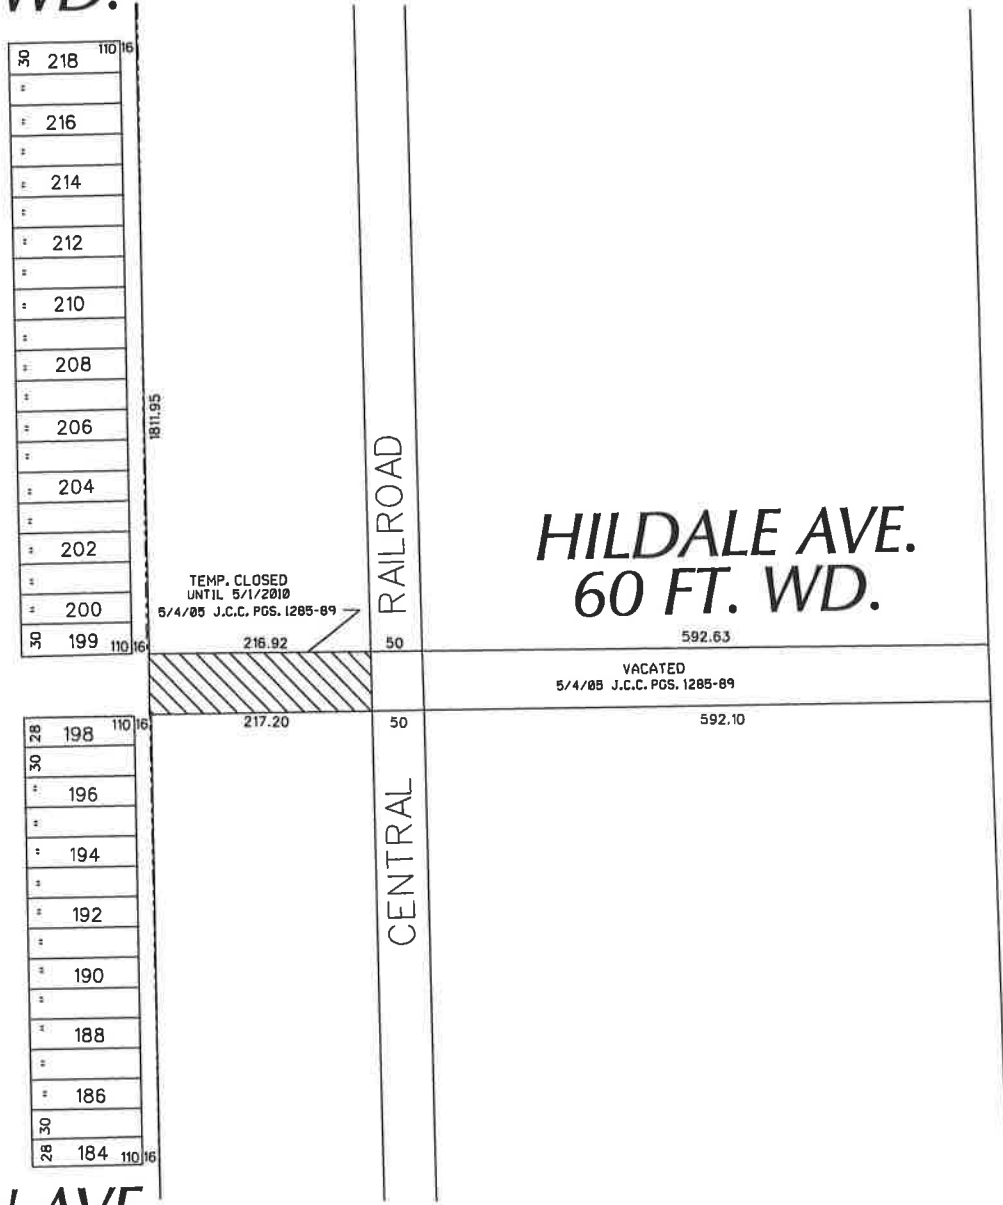 WD.
30 218 110 16
"
" 216
"
" 214
"
" 212
"
" 210
"
" 208
"
" 206
"
" 204
"
" 202
"
" 200
30 199 110 16
1811.95
RAILROAD
HILDALE AVE.
60 FT. WD.
TEMP. CLOSED
UNTIL 5/1/2010
5/4/05 J.C.C. PGS. 1285-89
216.92 50 592.63
VACATED
5/4/05 J.C.C. PGS. 1285-89
217.20 50 592.10
28 198 110 16
30
" 196
"
" 194
"
" 192
"
" 190
"
" 188
"
" 186
30
28 184 110 16
CENTRAL
AVE